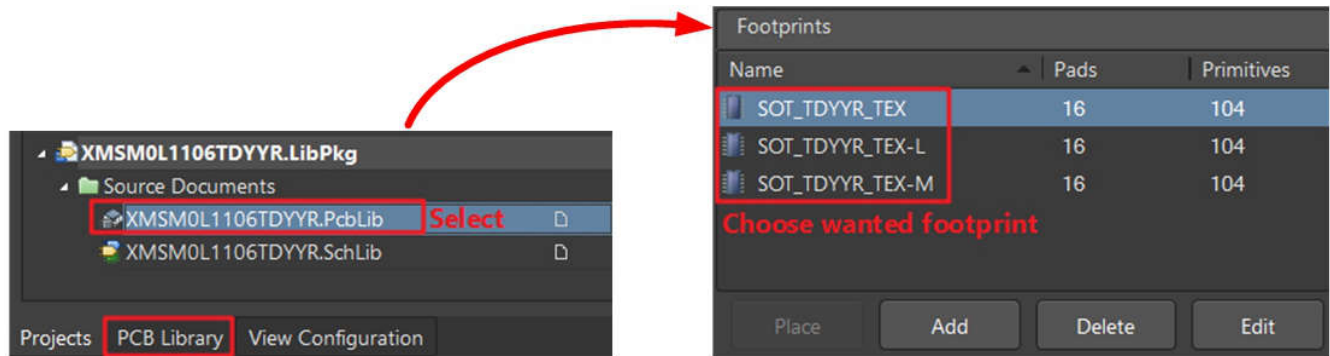 XMSM0L1106TDYYR.LibPkg
Source Documents
XMSM0L1106TDYYR.PcbLib Select
XMSM0L1106TDYYR.SchLib
Projects PCB Library View Configuration
Footprints
Name Pads Primitives
SOT_TDYYR_TEX 16 104
SOT_TDYYR_TEX-L 16 104
SOT_TDYYR_TEX-M 16 104
Choose wanted footprint
Place Add Delete Edit